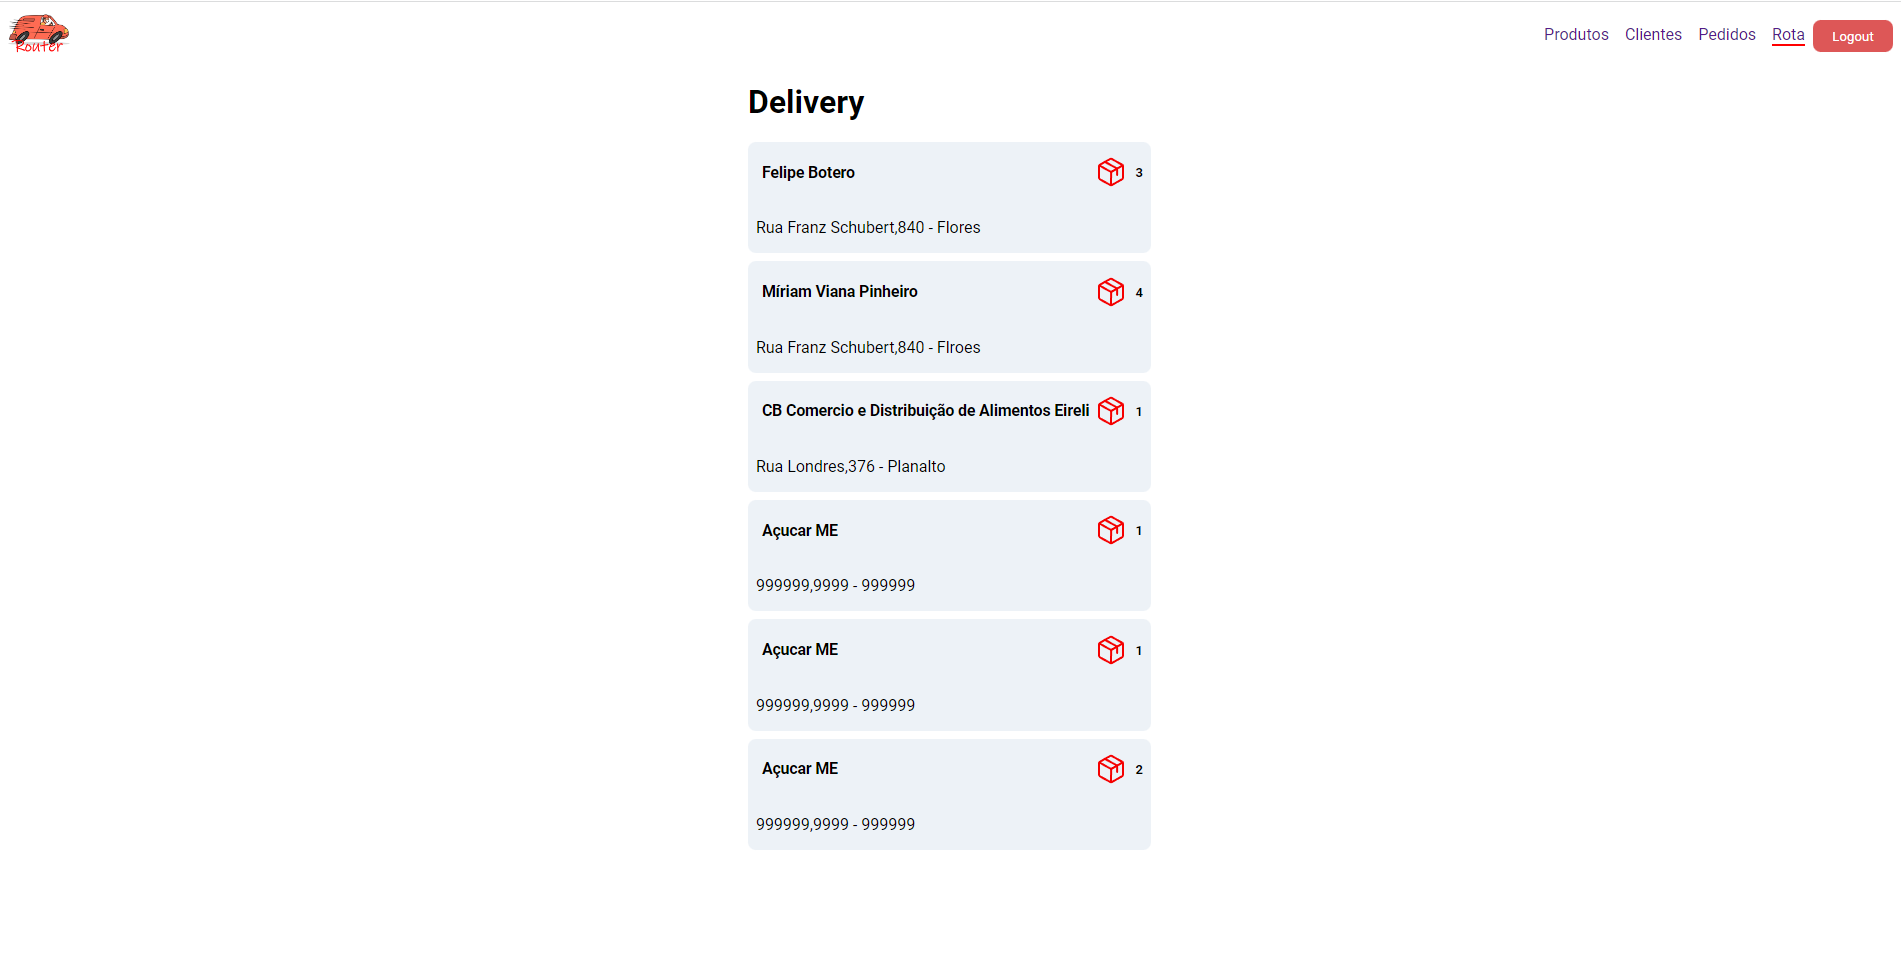 Router
Produtos Clientes Pedidos Rota Logout
Delivery
Felipe Botero 3
Rua Franz Schubert,840 - Flores
Míriam Viana Pinheiro 4
Rua Franz Schubert,840 - Flroes
CB Comercio e Distribuição de Alimentos Eireli 1
Rua Londres,376 - Planalto
Açucar ME 1
999999,9999 - 999999
Açucar ME 1
999999,9999 - 999999
Açucar ME 2
999999,9999 - 999999